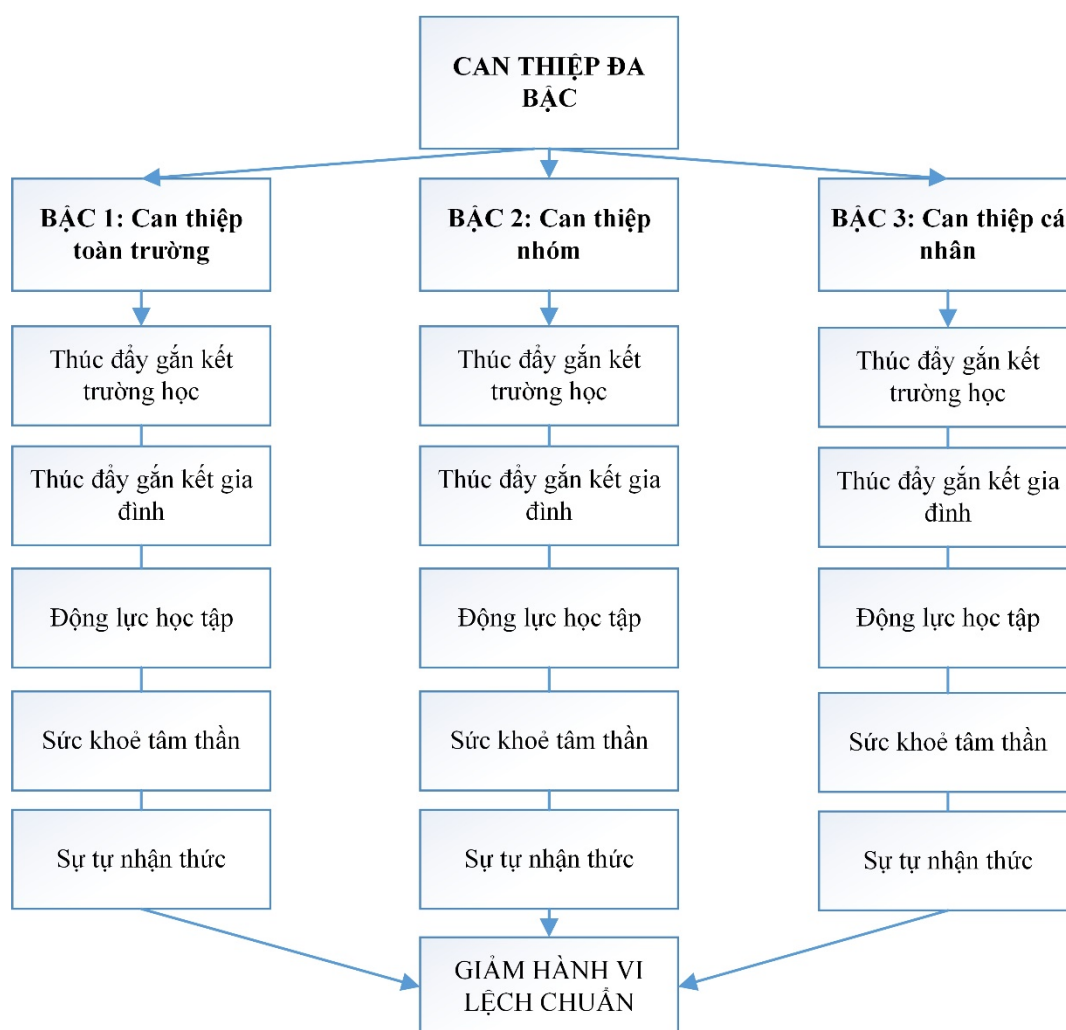 CAN THIỆP ĐA
BẬC
BẬC 1: Can thiệp
toàn trường
Thúc đẩy gắn kết
trường học
Thúc đẩy gắn kết gia
đình
Động lực học tập
Sức khoẻ tâm thần
Sự tự nhận thức
BẬC 2: Can thiệp
nhóm
Thúc đẩy gắn kết
trường học
Thúc đẩy gắn kết gia
đình
Động lực học tập
Sức khoẻ tâm thần
Sự tự nhận thức
BẬC 3: Can thiệp cá
nhân
Thúc đẩy gắn kết
trường học
Thúc đẩy gắn kết gia
đình
Động lực học tập
Sức khoẻ tâm thần
Sự tự nhận thức
GIẢM HÀNH VI
LỆCH CHUẨN